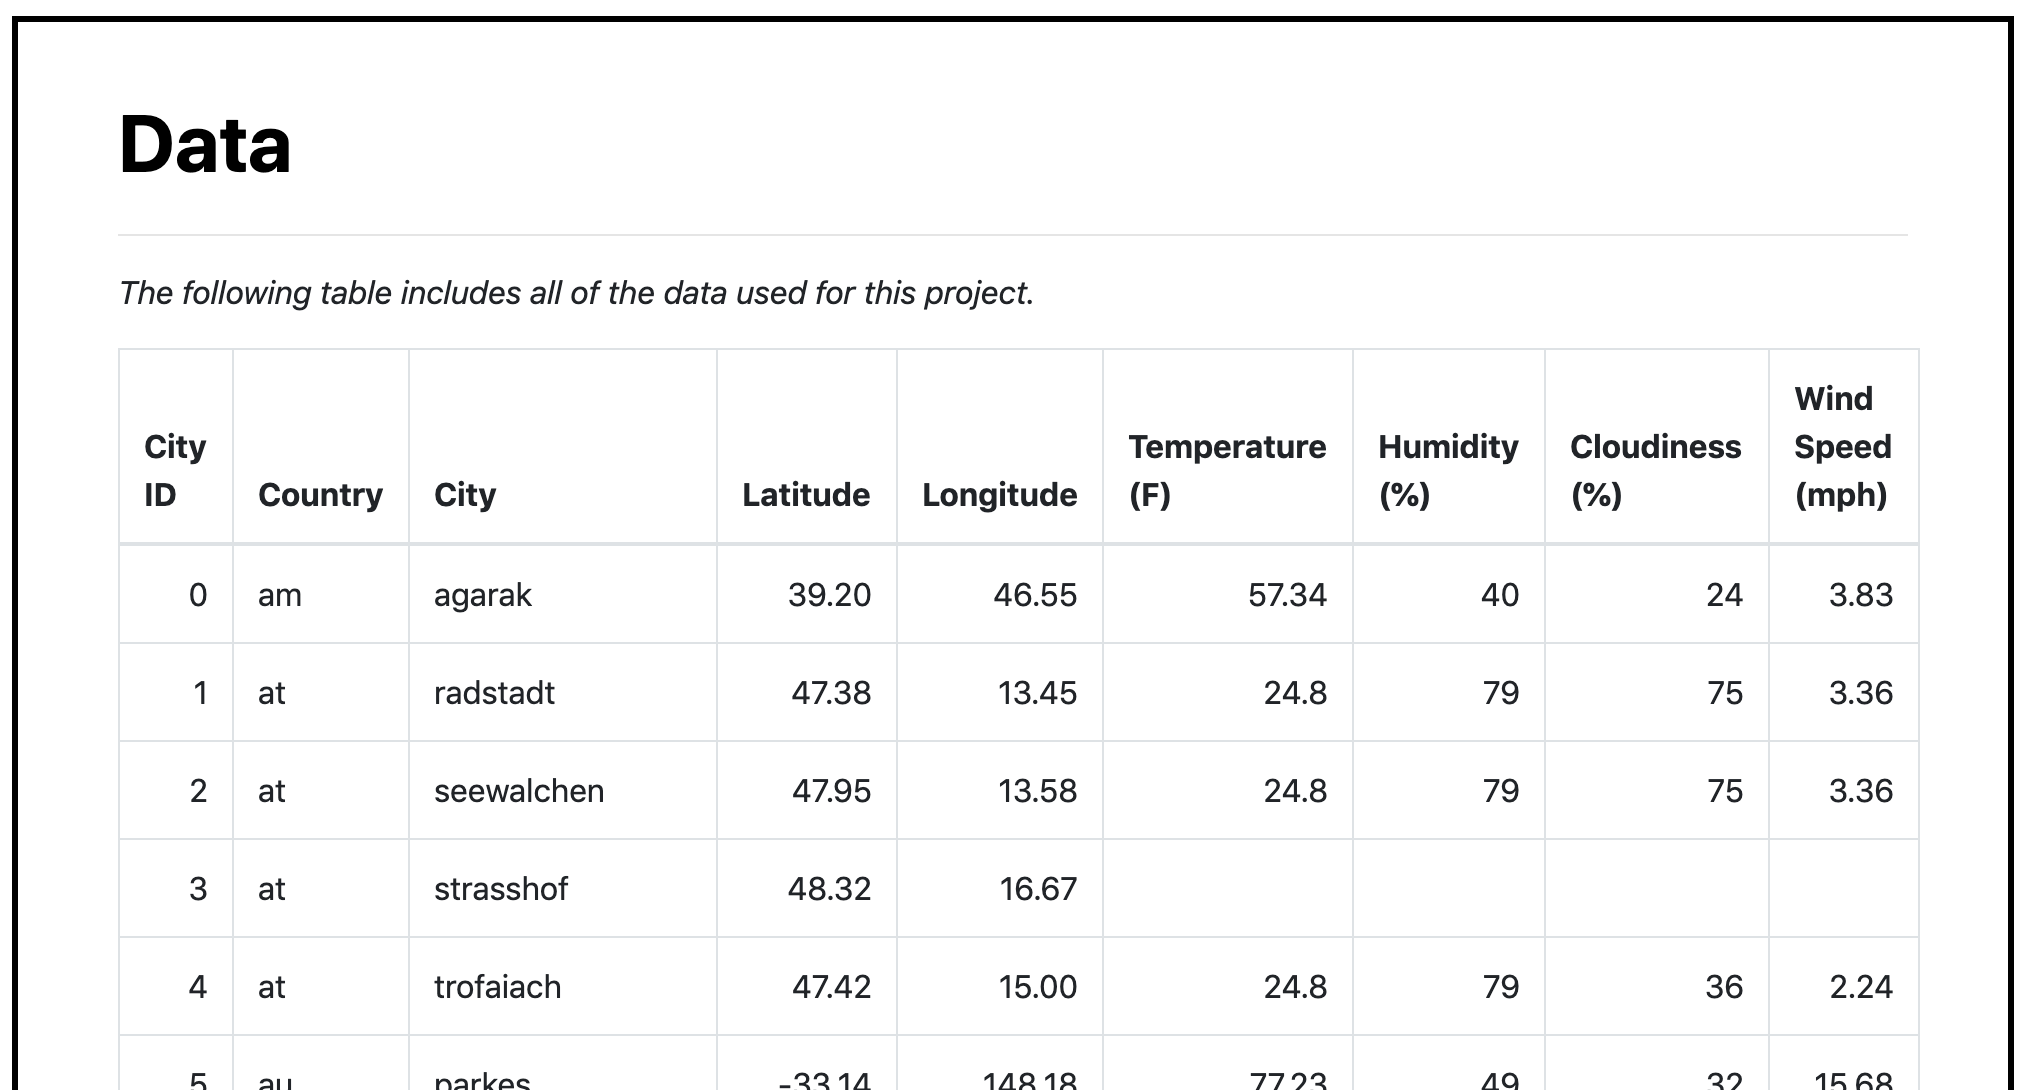 Data
The following table includes all of the data used for this project.
City ID Country City Latitude Longitude Temperature (F) Humidity (%) Cloudiness (%) Wind Speed (mph)
0 am agarak 39.20 46.55 57.34 40 24 3.83
1 at radstadt 47.38 13.45 24.8 79 75 3.36
2 at seewalchen 47.95 13.58 24.8 79 75 3.36
3 at strasshof 48.32 16.67
4 at trofaiach 47.42 15.00 24.8 79 36 2.24
5 au parkes -33.14 148.18 77.23 49 32 15.68